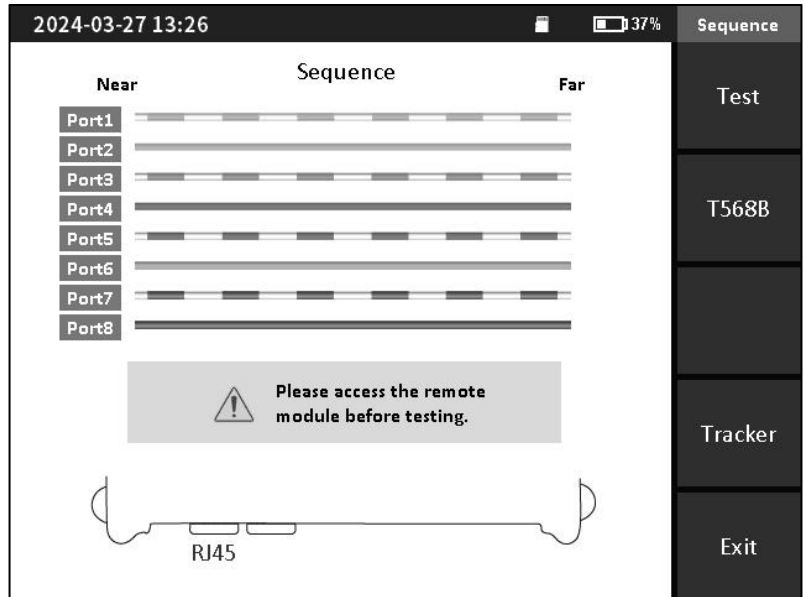 2024-03-27 13:26
37%
Sequence
Sequence
Near
Far
Port1
Port2
Port3
Port4
Port5
Port6
Port7
Port8
Please access the remote
module before testing.
RJ45
Test
T568B
Tracker
Exit